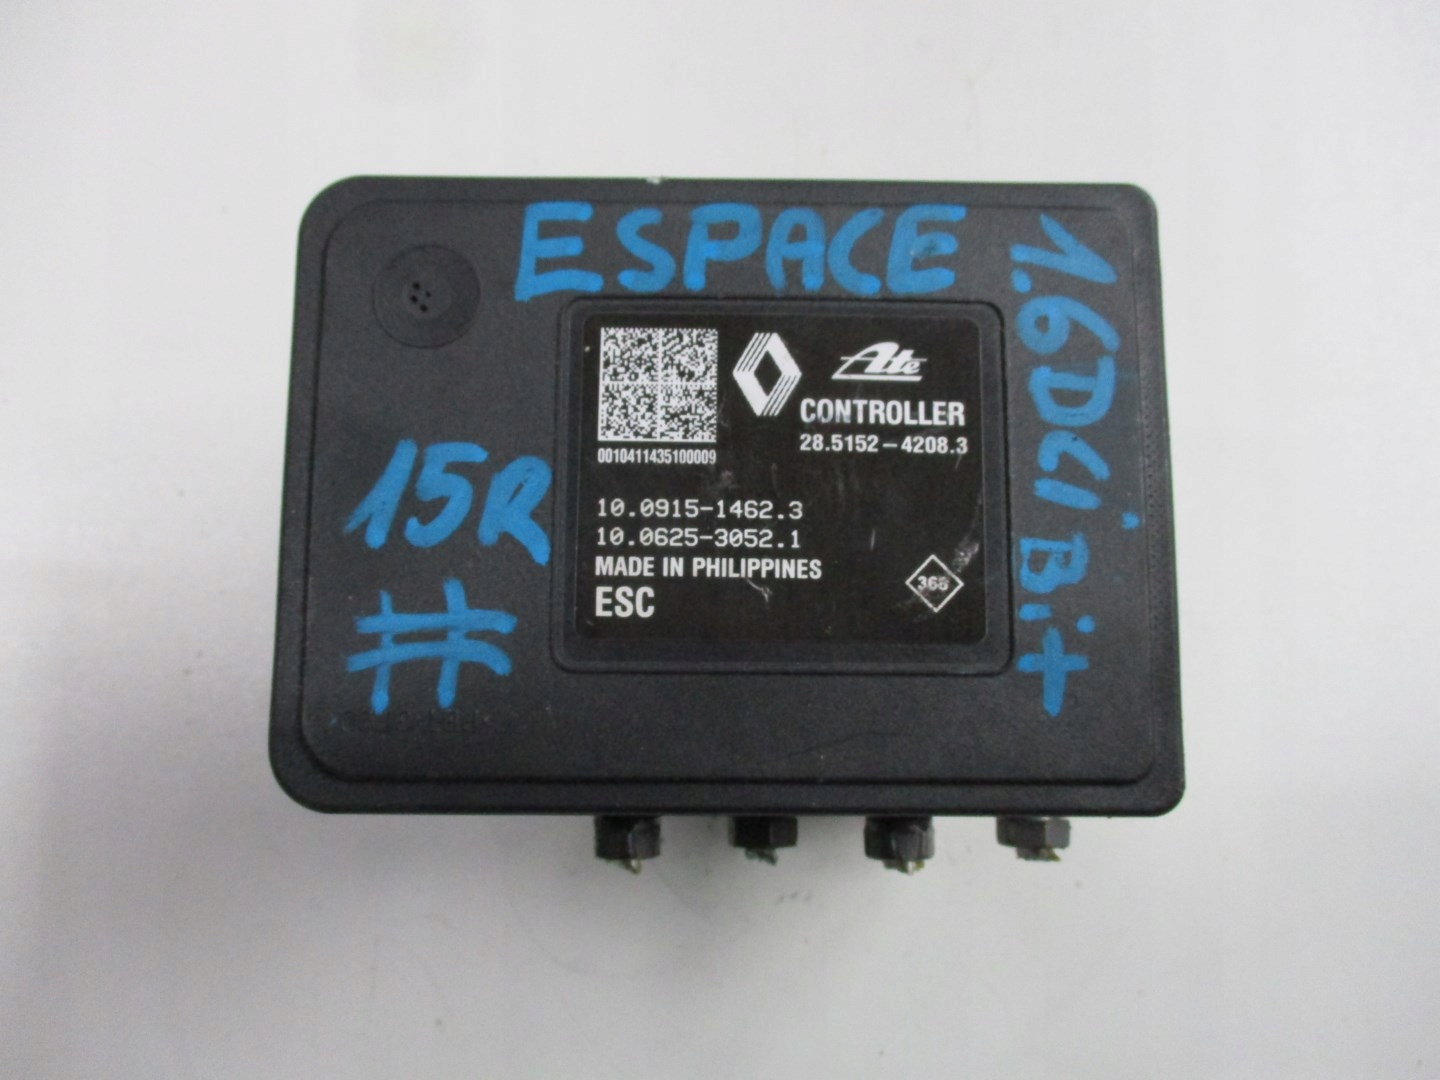 ESPACE
1.6DCi Bit
15R
#
Ate
CONTROLLER
28.5152-4208.3
0010411435100009
10.0915-1462.3
10.0625-3052.1
MADE IN PHILIPPINES
ESC
368